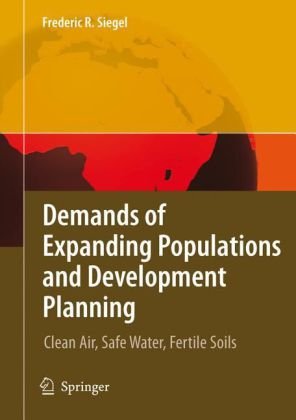 Frederic R. Siegel
Demands of
Expanding Populations
and Development
Planning
Clean Air, Safe Water, Fertile Soils
Springer